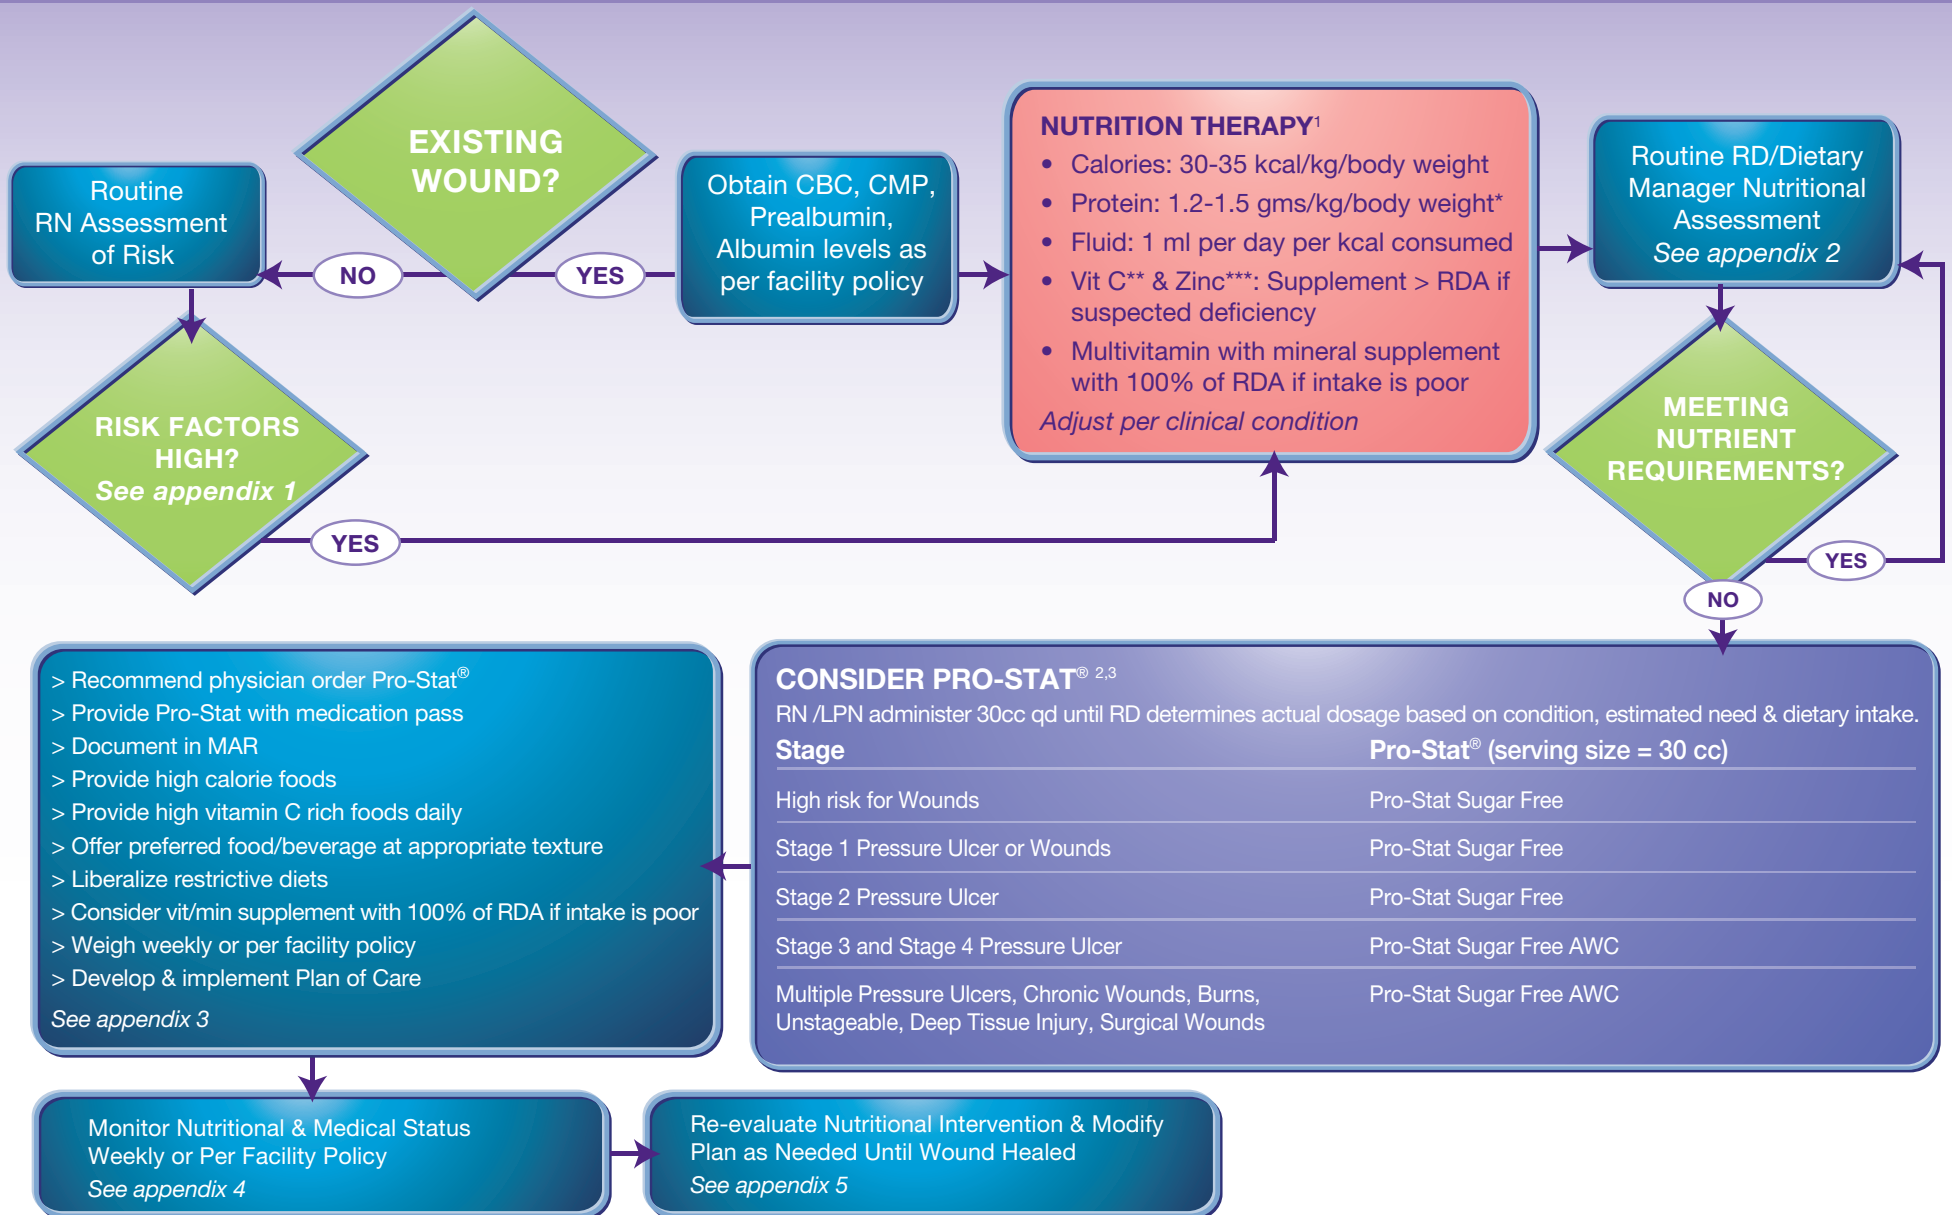 EXISTING
WOUND?
NO
YES
Routine
RN Assessment
of Risk
RISK FACTORS
HIGH?
See appendix 1
YES
Obtain CBC, CMP,
Prealbumin,
Albumin levels as
per facility policy
NUTRITION THERAPY¹
• Calories: 30-35 kcal/kg/body weight
• Protein: 1.2-1.5 gms/kg/body weight*
• Fluid: 1 ml per day per kcal consumed
• Vit C** & Zinc***: Supplement > RDA if
suspected deficiency
• Multivitamin with mineral supplement
with 100% of RDA if intake is poor
Adjust per clinical condition
Routine RD/Dietary
Manager Nutritional
Assessment
See appendix 2
MEETING
NUTRIENT
REQUIREMENTS?
YES
NO
CONSIDER PRO-STAT® 2,3
RN /LPN administer 30cc qd until RD determines actual dosage based on condition, estimated need & dietary intake.
Stage Pro-Stat® (serving size = 30 cc)
High risk for Wounds Pro-Stat Sugar Free
Stage 1 Pressure Ulcer or Wounds Pro-Stat Sugar Free
Stage 2 Pressure Ulcer Pro-Stat Sugar Free
Stage 3 and Stage 4 Pressure Ulcer Pro-Stat Sugar Free AWC
Multiple Pressure Ulcers, Chronic Wounds, Burns, Pro-Stat Sugar Free AWC
Unstageable, Deep Tissue Injury, Surgical Wounds
> Recommend physician order Pro-Stat®
> Provide Pro-Stat with medication pass
> Document in MAR
> Provide high calorie foods
> Provide high vitamin C rich foods daily
> Offer preferred food/beverage at appropriate texture
> Liberalize restrictive diets
> Consider vit/min supplement with 100% of RDA if intake is poor
> Weigh weekly or per facility policy
> Develop & implement Plan of Care
See appendix 3
Monitor Nutritional & Medical Status
Weekly or Per Facility Policy
See appendix 4
Re-evaluate Nutritional Intervention & Modify
Plan as Needed Until Wound Healed
See appendix 5